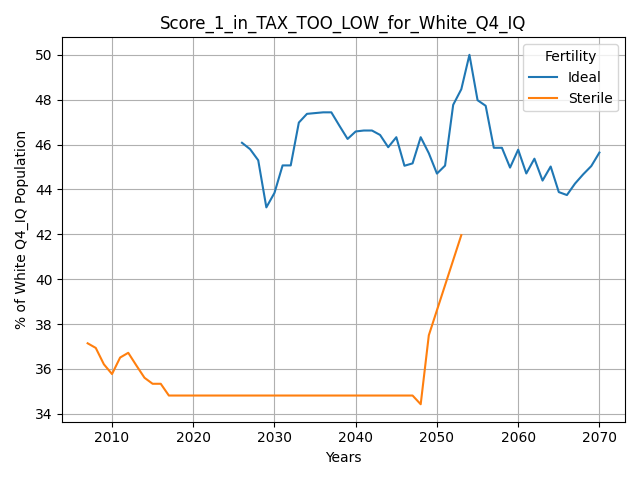 Score_1_in_TAX_TOO_LOW_for_White_Q4_IQ
Fertility
Ideal
Sterile
% of White Q4_IQ Population
50
48
46
44
42
40
38
36
34
2010 2020 2030 2040 2050 2060 2070
Years